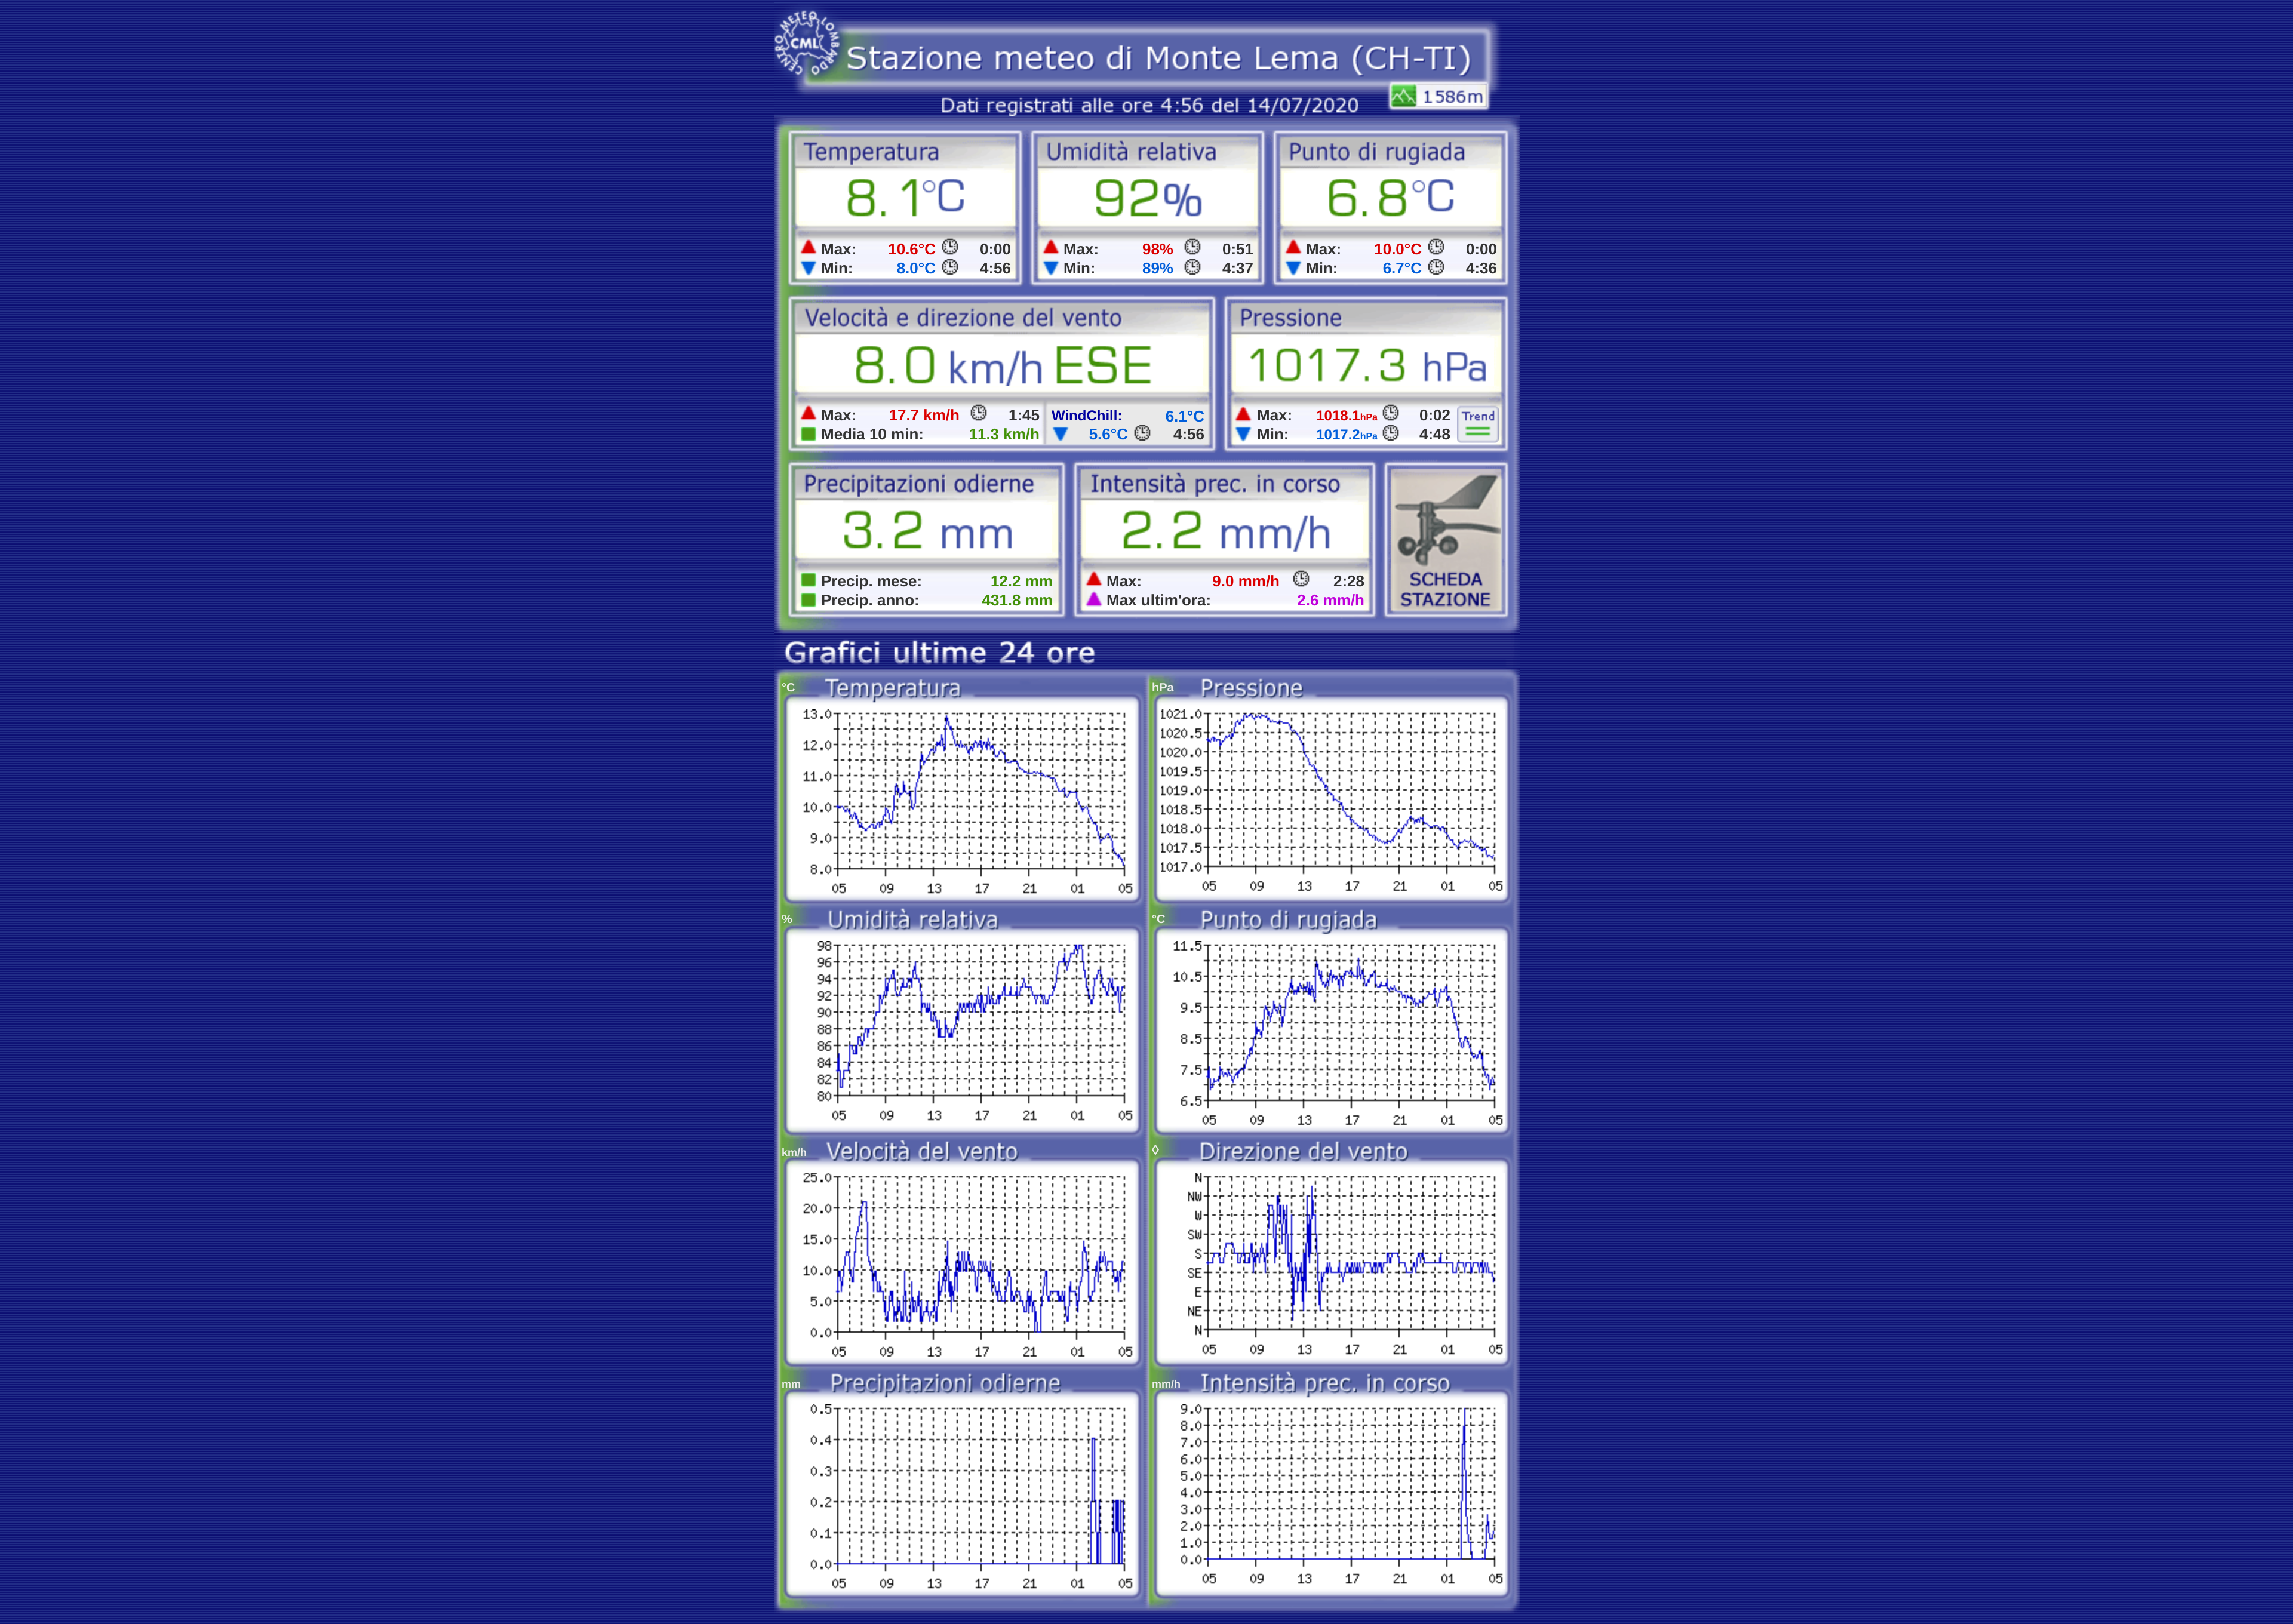 CENTRO METEO LOMBARDO
CML
Stazione meteo di Monte Lema (CH-TI)
1586m
Dati registrati alle ore 4:56 del 14/07/2020
Temperatura
8.1°C
Max: 10.6°C 0:00
Min: 8.0°C 4:56
Umidità relativa
92%
Max: 98% 0:51
Min: 89% 4:37
Punto di rugiada
6.8°C
Max: 10.0°C 0:00
Min: 6.7°C 4:36
Velocità e direzione del vento
8.0 km/h ESE
Max: 17.7 km/h 1:45
Media 10 min: 11.3 km/h
WindChill: 6.1°C
5.6°C 4:56
Pressione
1017.3 hPa
Max: 1018.1hPa 0:02
Min: 1017.2hPa 4:48
Trend
Precipitazioni odierne
3.2 mm
Precip. mese: 12.2 mm
Precip. anno: 431.8 mm
Intensità prec. in corso
2.2 mm/h
Max: 9.0 mm/h 2:28
Max ultim'ora: 2.6 mm/h
SCHEDA
STAZIONE
Grafici ultime 24 ore
°C Temperatura
13.0
12.0
11.0
10.0
9.0
8.0
05 09 13 17 21 01 05
hPa Pressione
1021.0
1020.5
1020.0
1019.5
1019.0
1018.5
1018.0
1017.5
1017.0
05 09 13 17 21 01 05
% Umidità relativa
98
96
94
92
90
88
86
84
82
80
05 09 13 17 21 01 05
°C Punto di rugiada
11.5
10.5
9.5
8.5
7.5
6.5
05 09 13 17 21 01 05
km/h Velocità del vento
25.0
20.0
15.0
10.0
5.0
0.0
05 09 13 17 21 01 05
◊ Direzione del vento
N
NW
W
SW
S
SE
E
NE
N
05 09 13 17 21 01 05
mm Precipitazioni odierne
0.5
0.4
0.3
0.2
0.1
0.0
05 09 13 17 21 01 05
mm/h Intensità prec. in corso
9.0
8.0
7.0
6.0
5.0
4.0
3.0
2.0
1.0
0.0
05 09 13 17 21 01 05